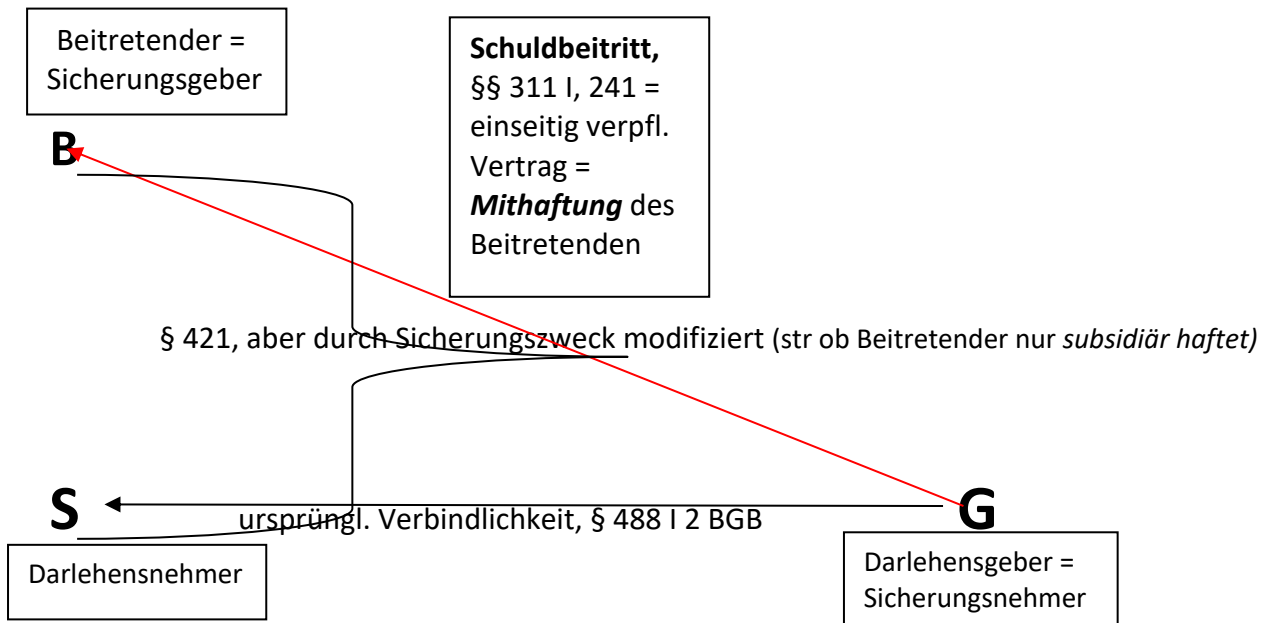 Beitretender =
Sicherungsgeber
Schuldbeitritt,
§§ 311 I, 241 =
einseitig verpfl.
Vertrag =
Mithaftung des
Beitretenden
B
§ 421, aber durch Sicherungszweck modifiziert (str ob Beitretender nur subsidiär haftet)
S
ursprüngl. Verbindlichkeit, § 488 I 2 BGB
G
Darlehensnehmer
Darlehensgeber =
Sicherungsnehmer